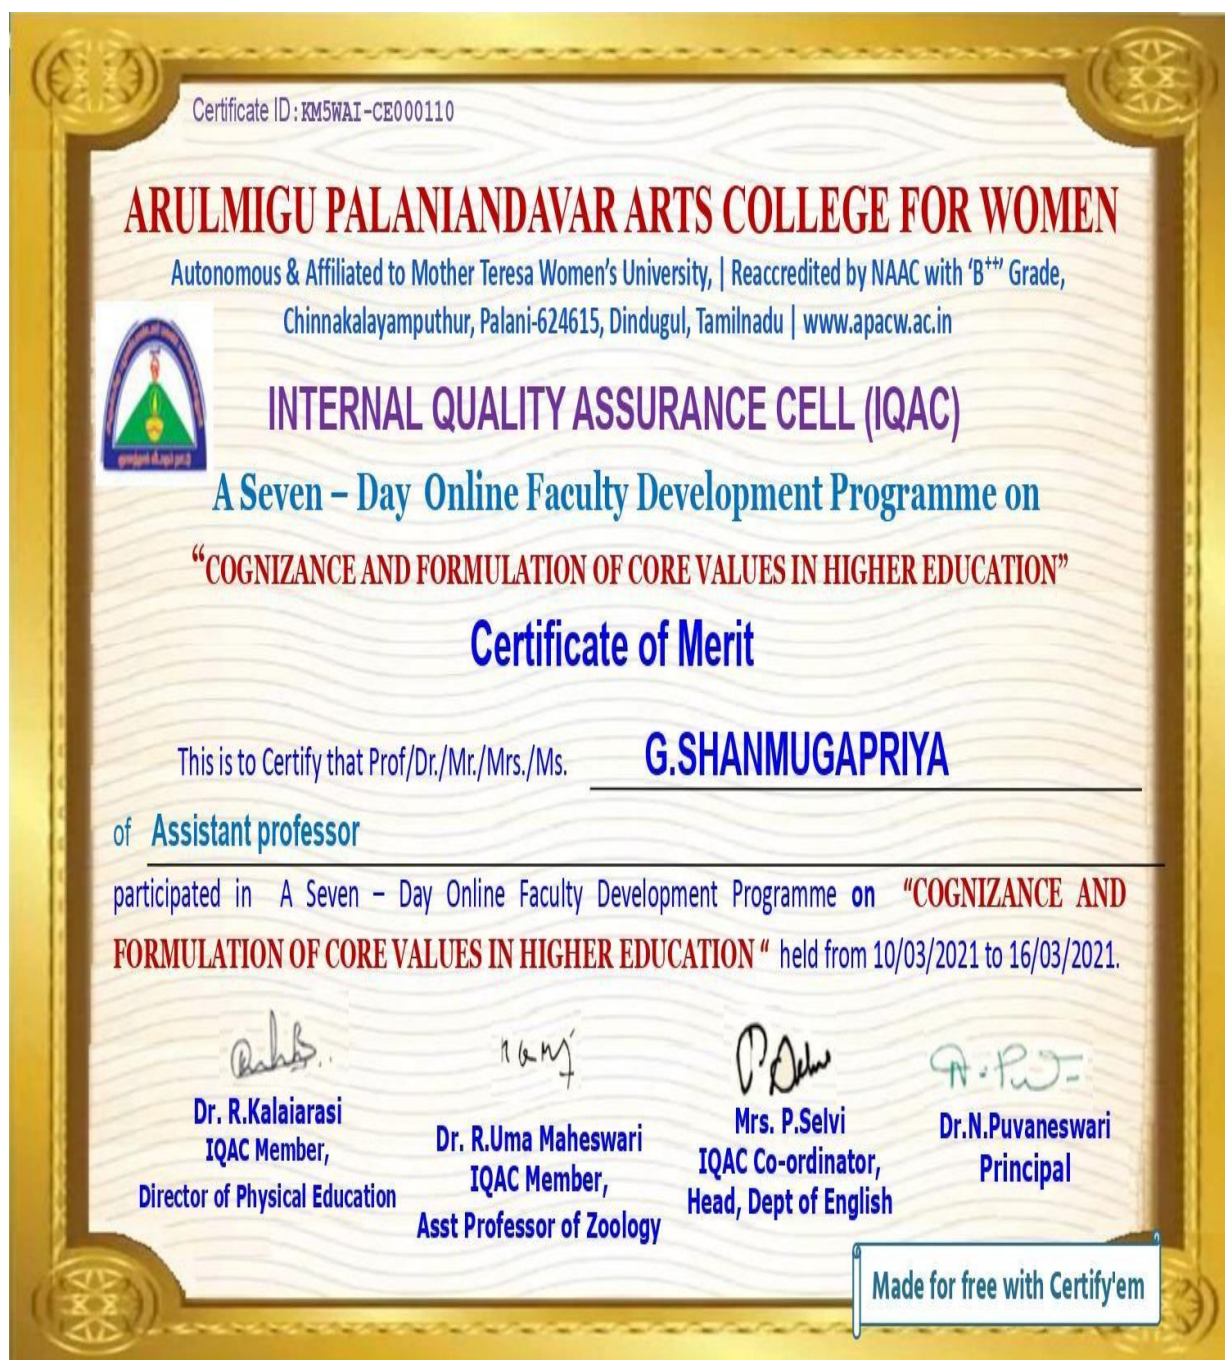 Certificate ID: KM5WAI-CE000110
ARULMIGU PALANIANDAVAR ARTS COLLEGE FOR WOMEN
Autonomous & Affiliated to Mother Teresa Women's University, | Reaccredited by NAAC with 'B++' Grade,
Chinnakalayamputhur, Palani-624615, Dindugul, Tamilnadu | www.apacw.ac.in
INTERNAL QUALITY ASSURANCE CELL (IQAC)
A Seven – Day Online Faculty Development Programme on
“COGNIZANCE AND FORMULATION OF CORE VALUES IN HIGHER EDUCATION”
Certificate of Merit
This is to Certify that Prof/Dr./Mr./Mrs./Ms. G.SHANMUGAPRIYA
of Assistant professor
participated in A Seven – Day Online Faculty Development Programme on “COGNIZANCE AND
FORMULATION OF CORE VALUES IN HIGHER EDUCATION “ held from 10/03/2021 to 16/03/2021.
Dr. R.Kalaiarasi
IQAC Member,
Director of Physical Education
Dr. R.Uma Maheswari
IQAC Member,
Asst Professor of Zoology
Mrs. P.Selvi
IQAC Co-ordinator,
Head, Dept of English
Dr.N.Puvaneswari
Principal
Made for free with Certify'em